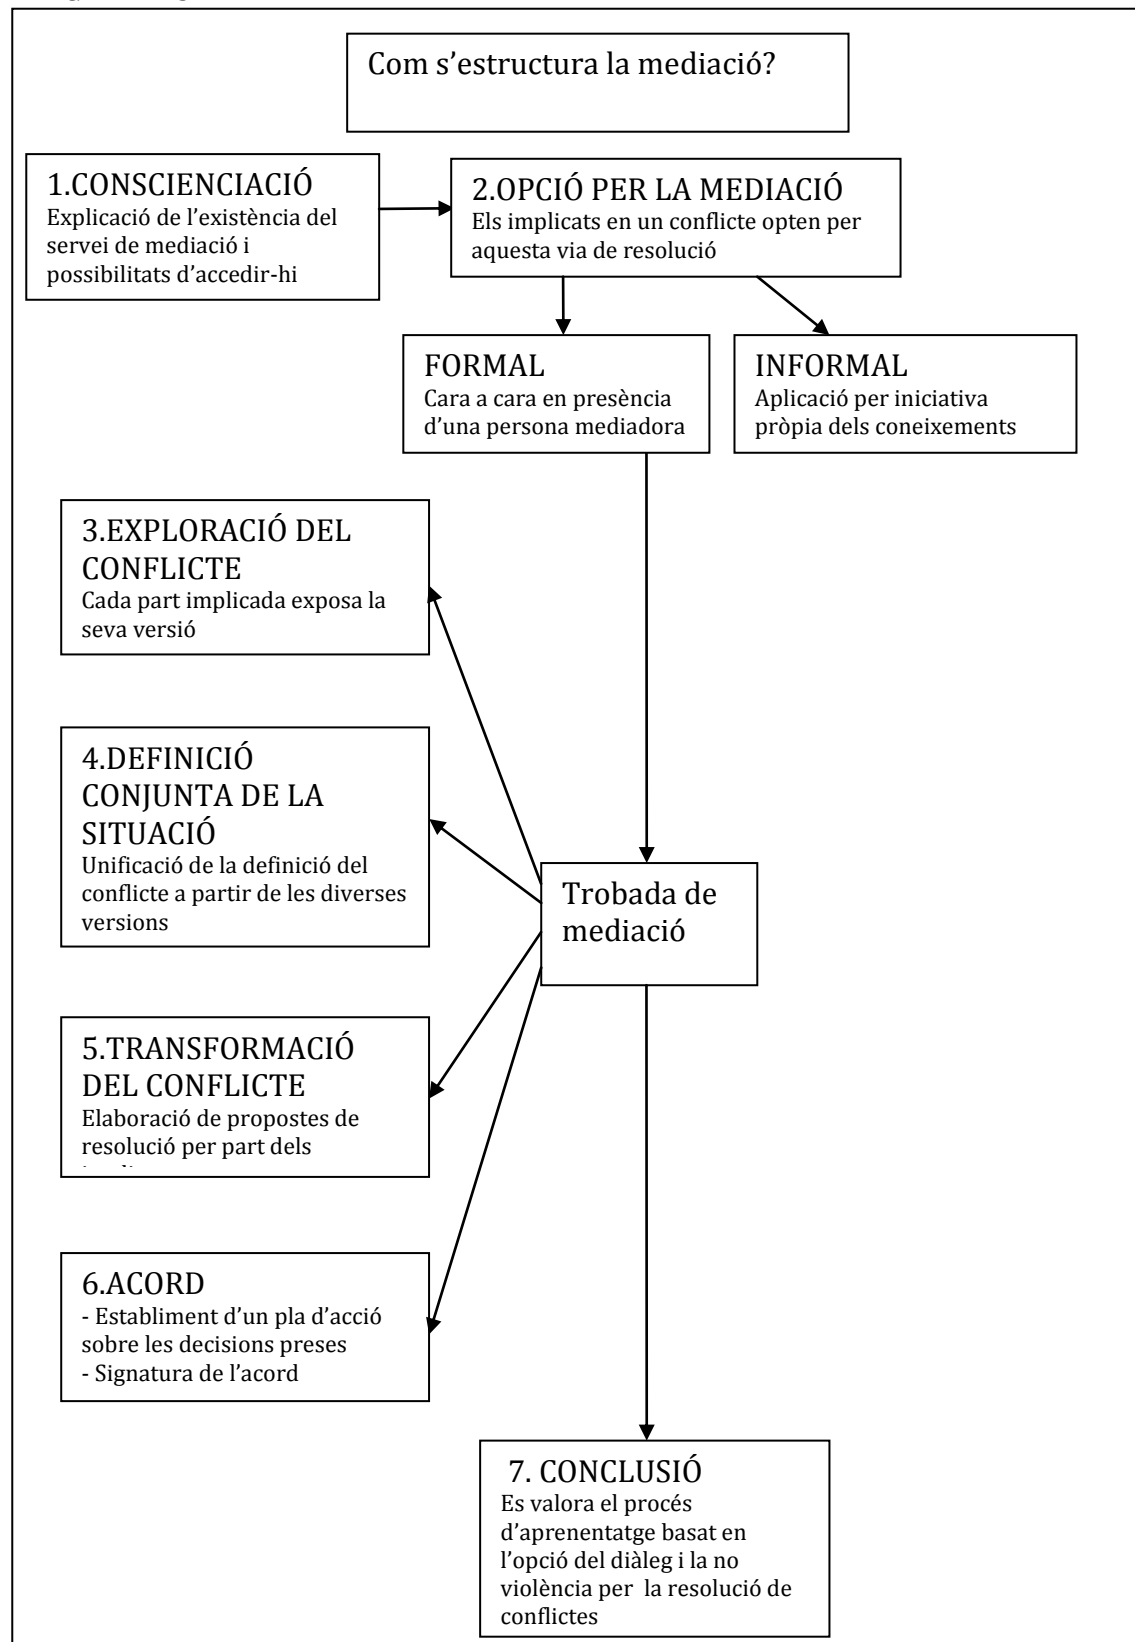 Com s’estructura la mediació?
1.CONSCIENCIACIÓ
Explicació de l’existència del
servei de mediació i
possibilitats d’accedir-hi
2.OPCIÓ PER LA MEDIACIÓ
Els implicats en un conflicte opten per
aquesta via de resolució
FORMAL
Cara a cara en presència
d’una persona mediadora
INFORMAL
Aplicació per iniciativa
pròpia dels coneixements
3.EXPLORACIÓ DEL
CONFLICTE
Cada part implicada exposa la
seva versió
4.DEFINICIÓ
CONJUNTA DE LA
SITUACIÓ
Unificació de la definició del
conflicte a partir de les diverses
versions
Trobada de
mediació
5.TRANSFORMACIÓ
DEL CONFLICTE
Elaboració de propostes de
resolució per part dels
6.ACORD
- Establiment d’un pla d’acció
sobre les decisions preses
- Signatura de l’acord
7. CONCLUSIÓ
Es valora el procés
d’aprenentatge basat en
l’opció del diàleg i la no
violència per  la resolució de
conflictes